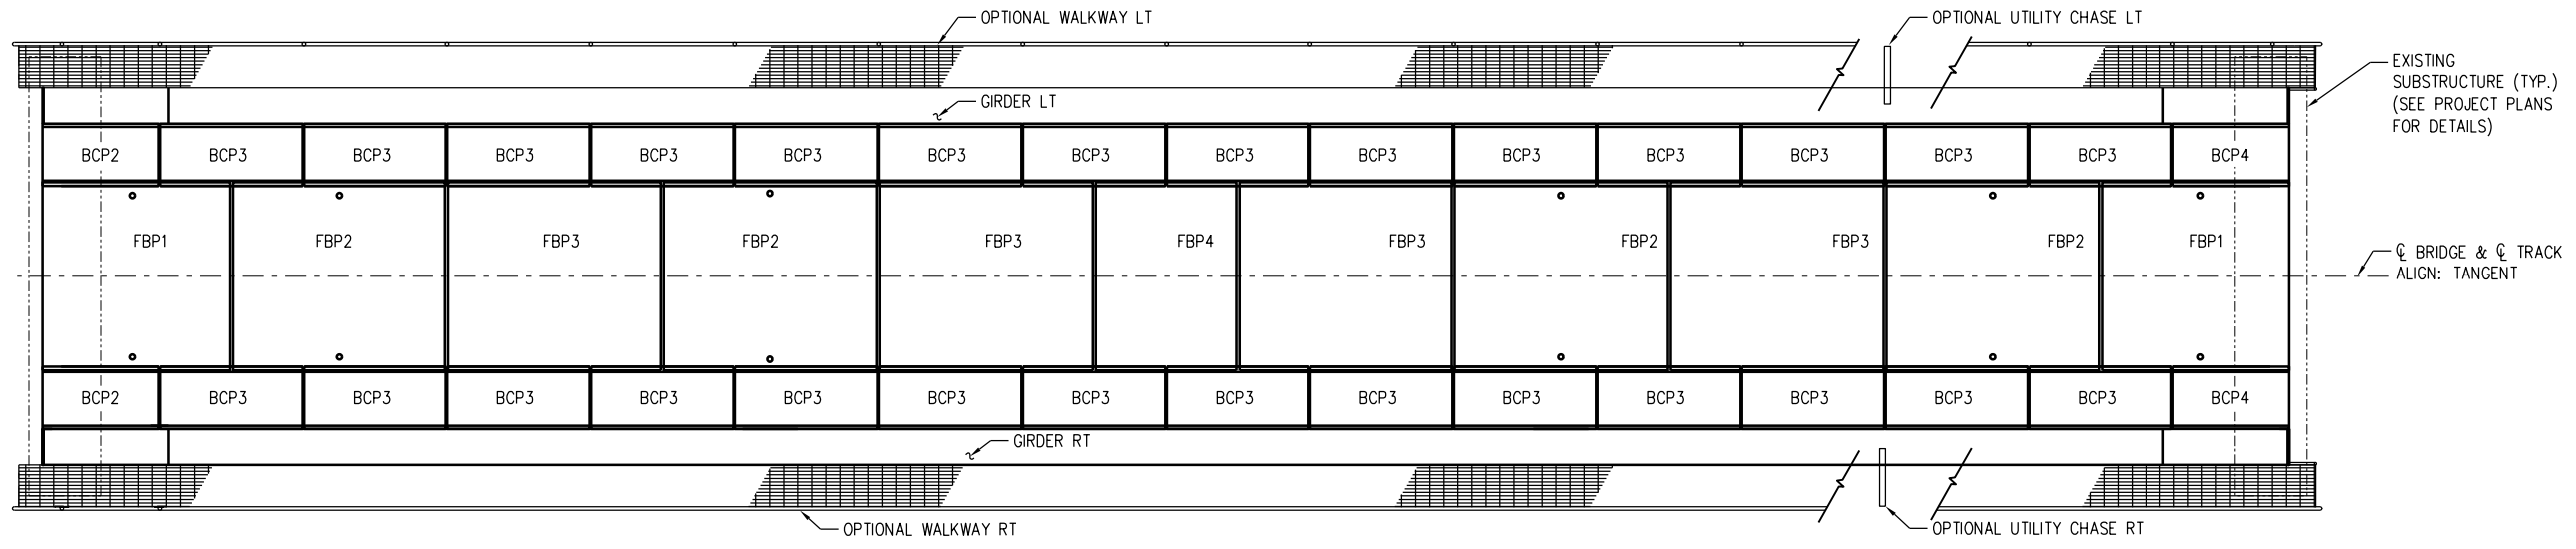 OPTIONAL WALKWAY LT
OPTIONAL UTILITY CHASE LT
EXISTING
SUBSTRUCTURE (TYP.)
(SEE PROJECT PLANS
FOR DETAILS)
GIRDER LT
BCP2 BCP3 BCP3 BCP3 BCP3 BCP3 BCP3 BCP3 BCP3 BCP3 BCP3 BCP3 BCP3 BCP3 BCP3 BCP4
FBP1 FBP2 FBP3 FBP2 FBP3 FBP4 FBP3 FBP2 FBP3 FBP2 FBP1
℄ BRIDGE & ℄ TRACK
ALIGN: TANGENT
BCP2 BCP3 BCP3 BCP3 BCP3 BCP3 BCP3 BCP3 BCP3 BCP3 BCP3 BCP3 BCP3 BCP3 BCP3 BCP4
GIRDER RT
OPTIONAL WALKWAY RT
OPTIONAL UTILITY CHASE RT